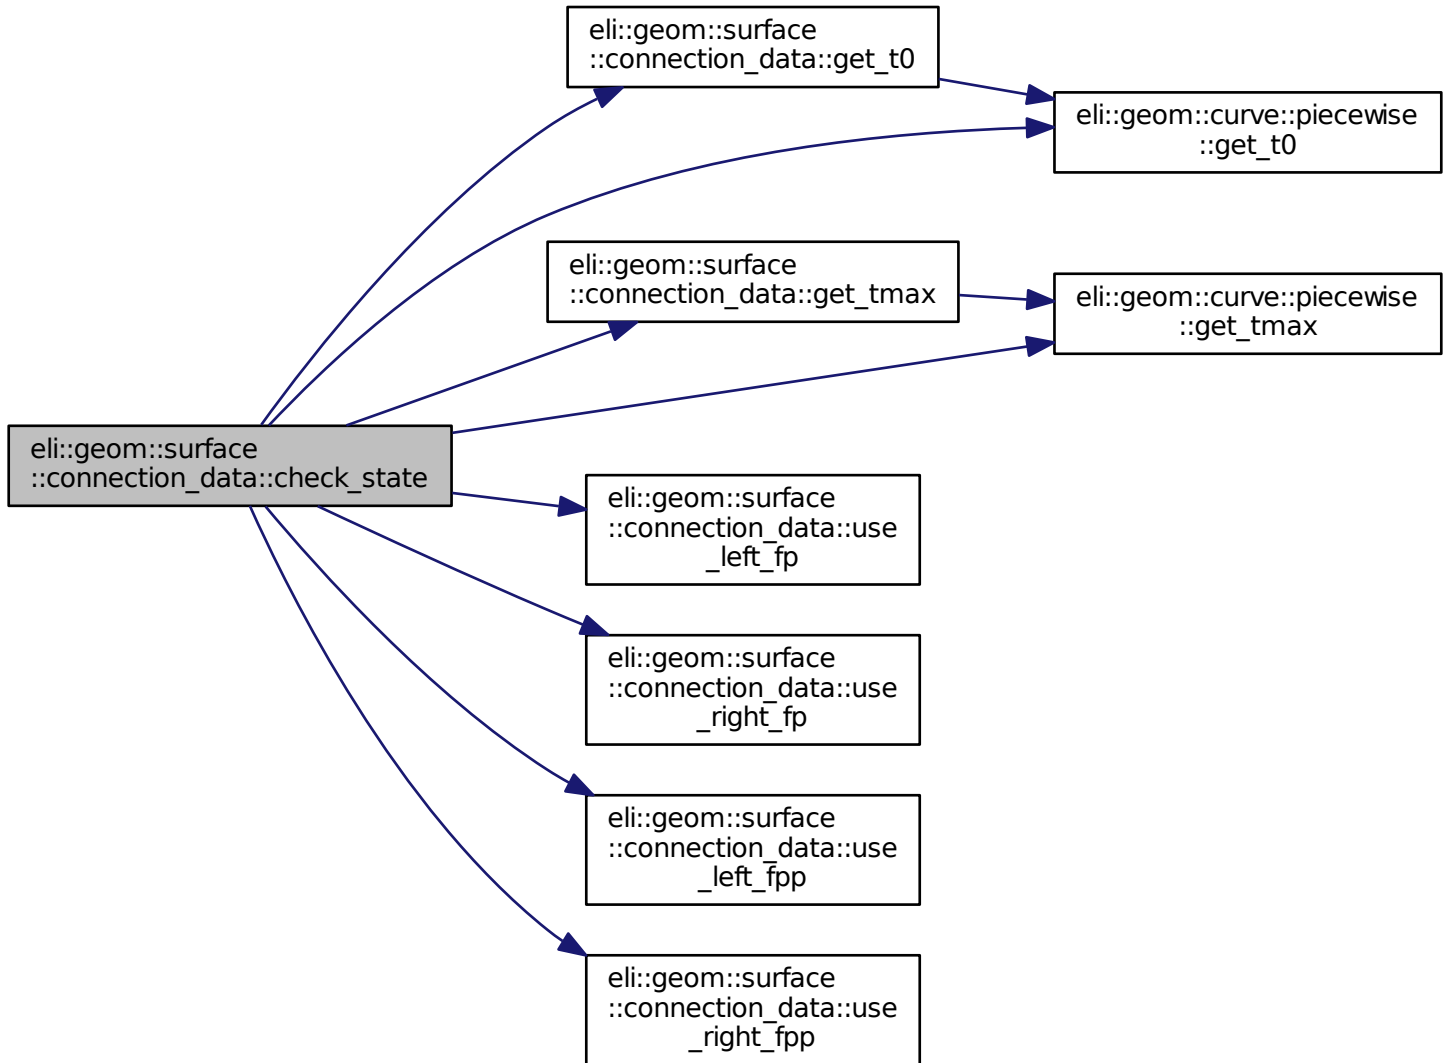 eli::geom::surface
::connection_data::get_t0
eli::geom::curve::piecewise
::get_t0
eli::geom::surface
::connection_data::get_tmax
eli::geom::curve::piecewise
::get_tmax
eli::geom::surface
::connection_data::check_state
eli::geom::surface
::connection_data::use
_left_fp
eli::geom::surface
::connection_data::use
_right_fp
eli::geom::surface
::connection_data::use
_left_fpp
eli::geom::surface
::connection_data::use
_right_fpp